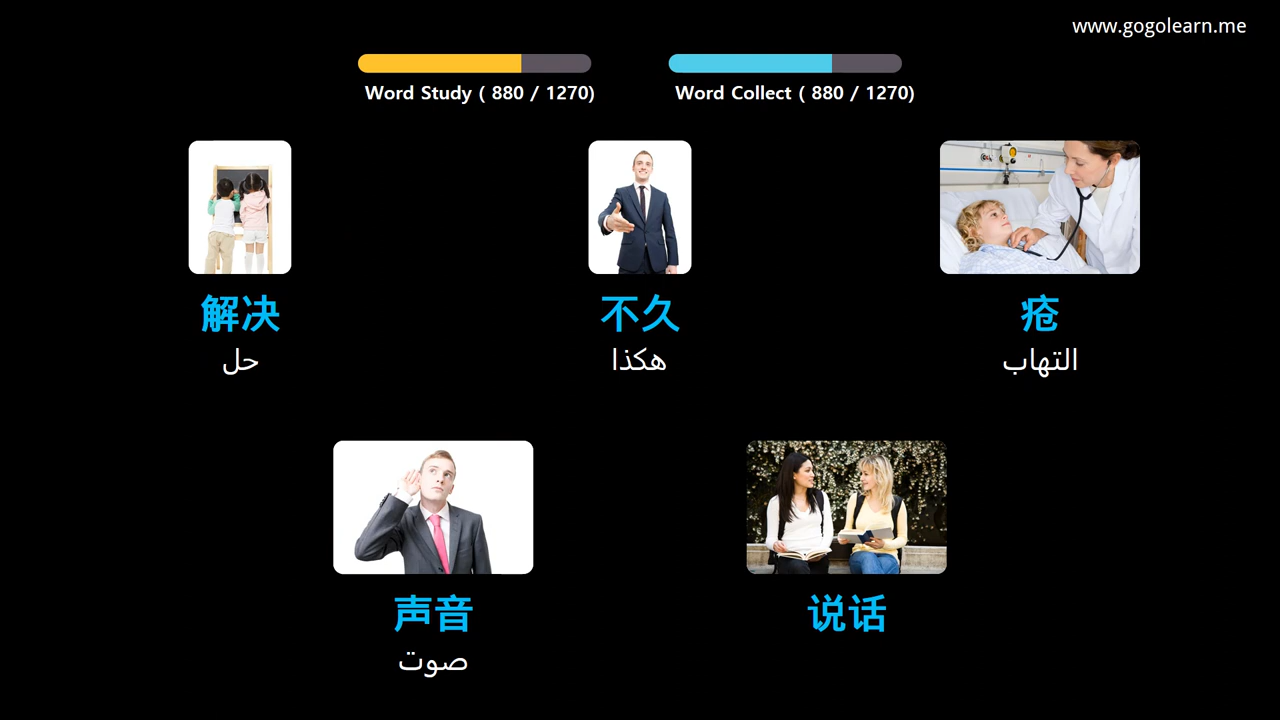 www.gogolearn.me
Word Study ( 880 / 1270)
Word Collect ( 880 / 1270)
解决
حل
不久
هكذا
疮
التهاب
声音
صوت
说话